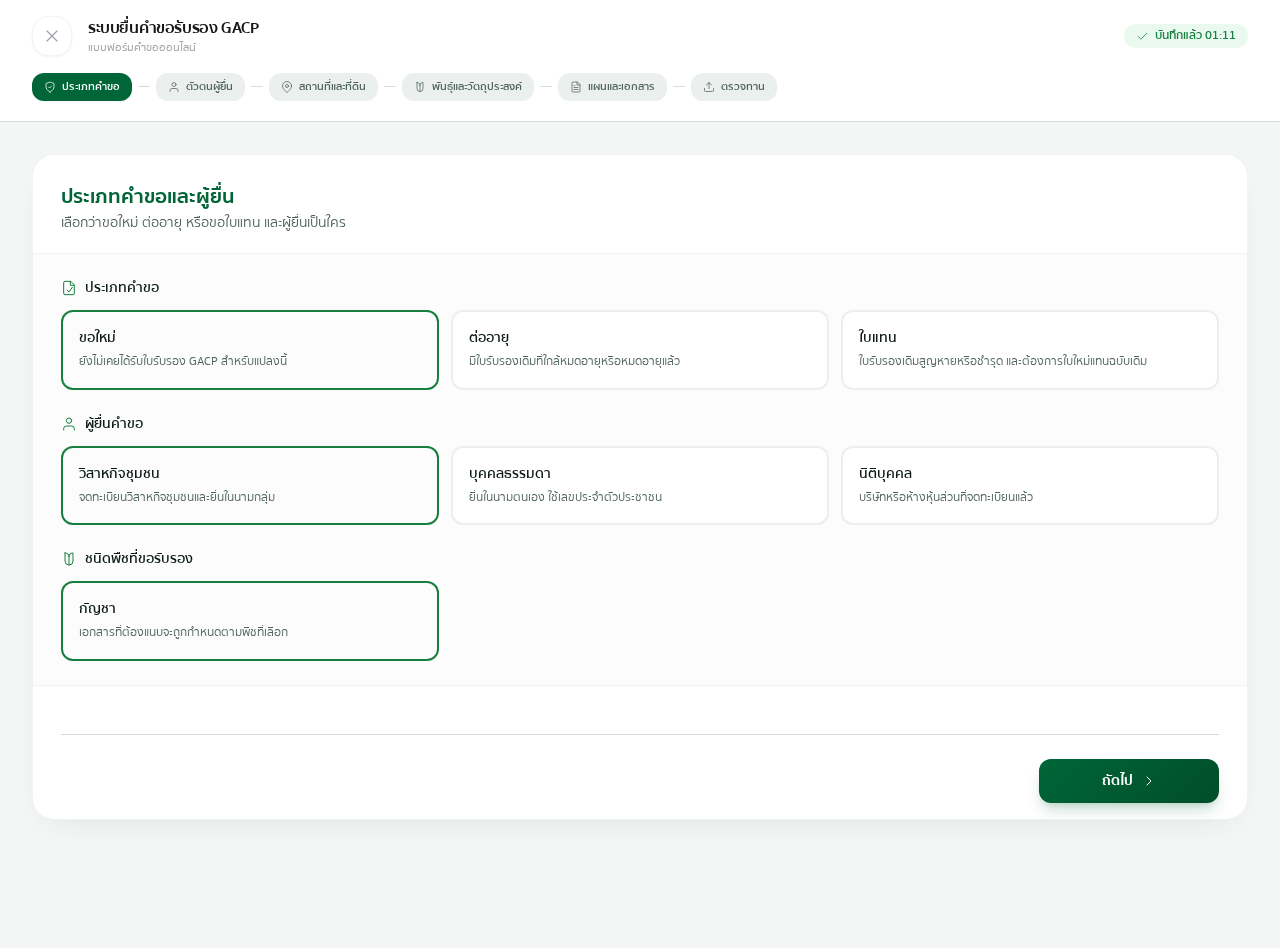 ระบบยื่นคำขอรับรอง GACP
แบบฟอร์มคำขอออนไลน์
บันทึกแล้ว 01:11
ประเภทคำขอ
ตัวตนผู้ยื่น
สถานที่และที่ดิน
พันธุ์และวัตถุประสงค์
แผนและเอกสาร
ตรวจทาน
ประเภทคำขอและผู้ยื่น
เลือกว่าขอใหม่ ต่ออายุ หรือขอใบแทน และผู้ยื่นเป็นใคร
ประเภทคำขอ
ขอใหม่
ยังไม่เคยได้รับใบรับรอง GACP สำหรับแปลงนี้
ต่ออายุ
มีใบรับรองเดิมที่ใกล้หมดอายุหรือหมดอายุแล้ว
ใบแทน
ใบรับรองเดิมสูญหายหรือชำรุด และต้องการใบใหม่แทนฉบับเดิม
ผู้ยื่นคำขอ
วิสาหกิจชุมชน
จดทะเบียนวิสาหกิจชุมชนและยื่นในนามกลุ่ม
บุคคลธรรมดา
ยื่นในนามตนเอง ใช้เลขประจำตัวประชาชน
นิติบุคคล
บริษัทหรือห้างหุ้นส่วนที่จดทะเบียนแล้ว
ชนิดพืชที่ขอรับรอง
กัญชา
เอกสารที่ต้องแนบจะถูกกำหนดตามพืชที่เลือก
ถัดไป